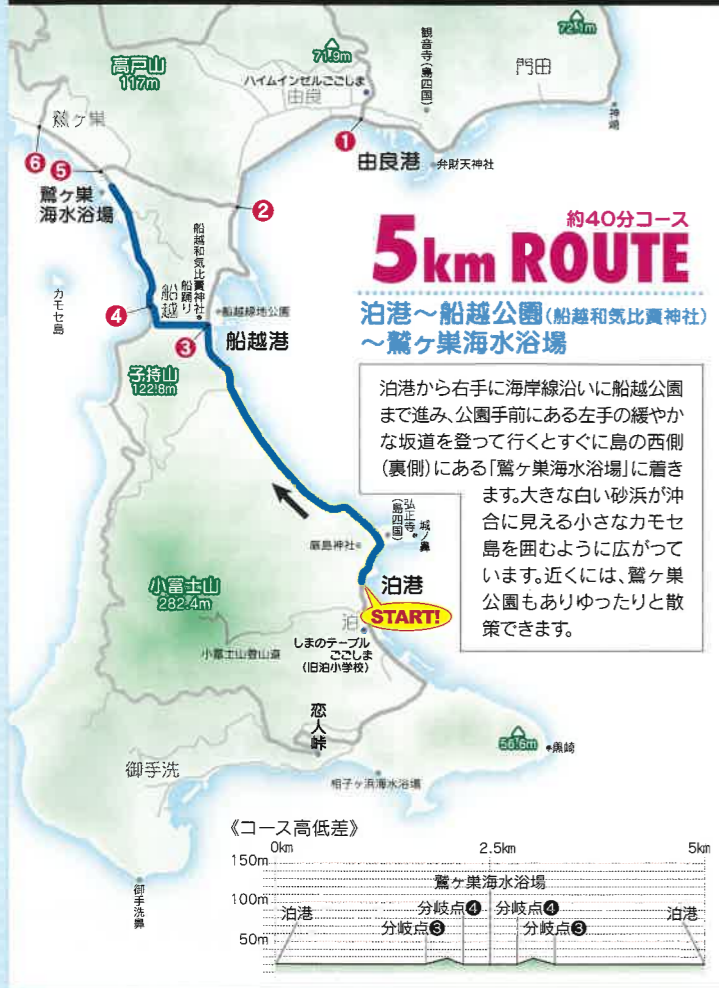 高戸山
117m
71.9m
72.1m
ハイムインゼルごごしま
由良
観音寺(島四国)
門田
神崎
鷲ヶ巣
❶
由良港
弁財天神社
❻
❺
鷲ヶ巣
海水浴場
❷
船越和気比賣神社
船踊り
船越
カモセ島
❹
❸
船越緑地公園
船越港
約40分コース
5km ROUTE
泊港~船越公園(船越和気比賣神社)
~鷲ヶ巣海水浴場
子持山
122.8m
泊港から右手に海岸線沿いに船越公園
まで進み、公園手前にある左手の緩やか
な坂道を登って行くとすぐに島の西側
(裏側)にある「鷲ヶ巣海水浴場」に着き
ます。大きな白い砂浜が沖
合に見える小さなカモセ
島を囲むように広がって
います。近くには、鷲ヶ巣
公園もありゆったりと散
策できます。
弘正寺
(島四国)
城ノ鼻
厳島神社
泊港
START!
小富士山
282.4m
泊
しまのテーブル
ごごしま
(旧泊小学校)
小富士山登山道
恋人峠
56.6m
黒崎
御手洗
相子ヶ浜海水浴場
御手洗鼻
《コース高低差》
0km 2.5km 5km
150m
鷲ヶ巣海水浴場
100m
泊港 分岐点❹ 分岐点❹ 泊港
分岐点❸ 分岐点❸
50m